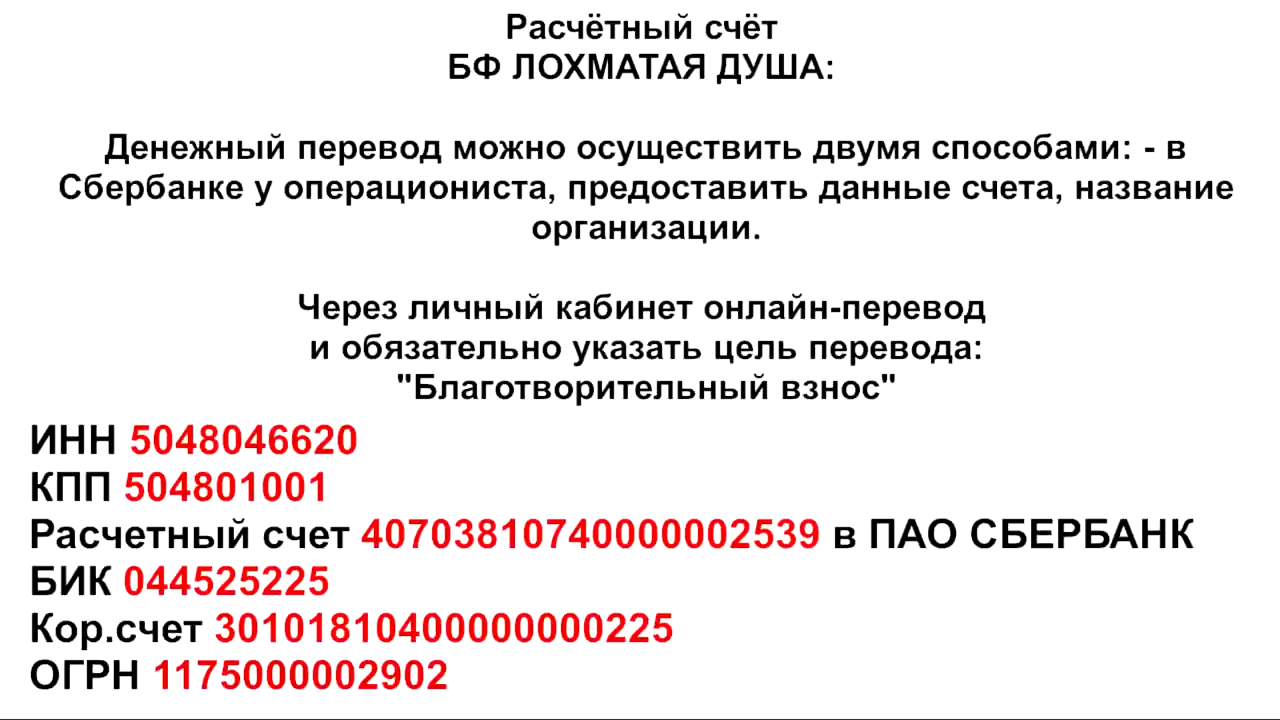 Расчётный счёт
БФ ЛОХМАТАЯ ДУША:
Денежный перевод можно осуществить двумя способами: - в
Сбербанке у операциониста, предоставить данные счета, название
организации.
Через личный кабинет онлайн-перевод
и обязательно указать цель перевода:
"Благотворительный взнос"
ИНН 5048046620
КПП 504801001
Расчетный счет 40703810740000002539 в ПАО СБЕРБАНК
БИК 044525225
Кор.счет 30101810400000000225
ОГРН 1175000002902